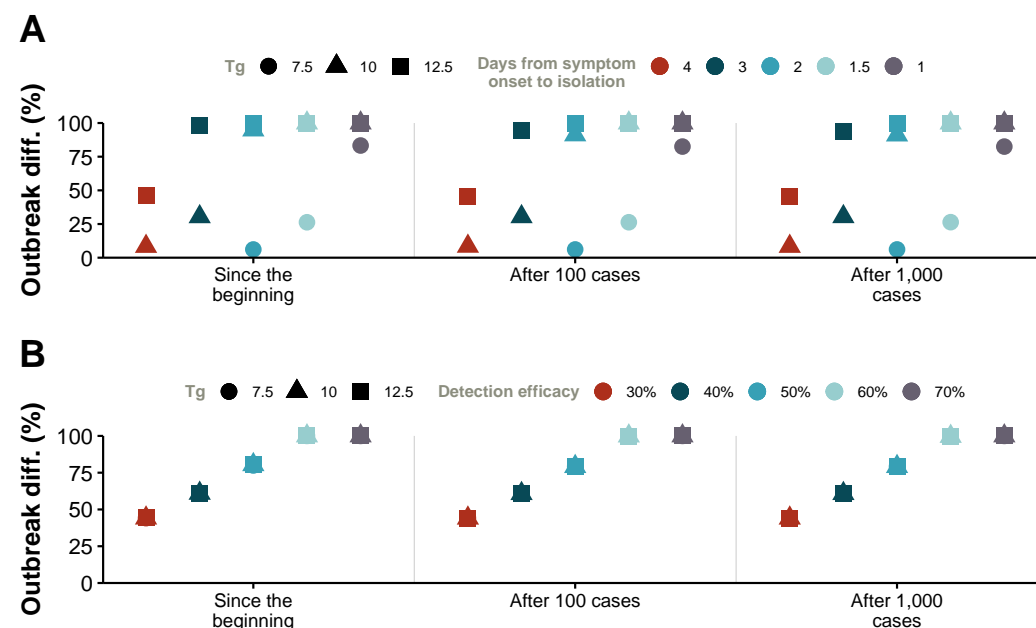 A
Tg 7.5 10 12.5 Days from symptom onset to isolation 4 3 2 1.5 1
Outbreak diff. (%)
100
75
50
25
0
Since the beginning
After 100 cases
After 1,000 cases
B
Tg 7.5 10 12.5 Detection efficacy 30% 40% 50% 60% 70%
Outbreak diff. (%)
100
75
50
25
0
Since the beginning
After 100 cases
After 1,000 cases